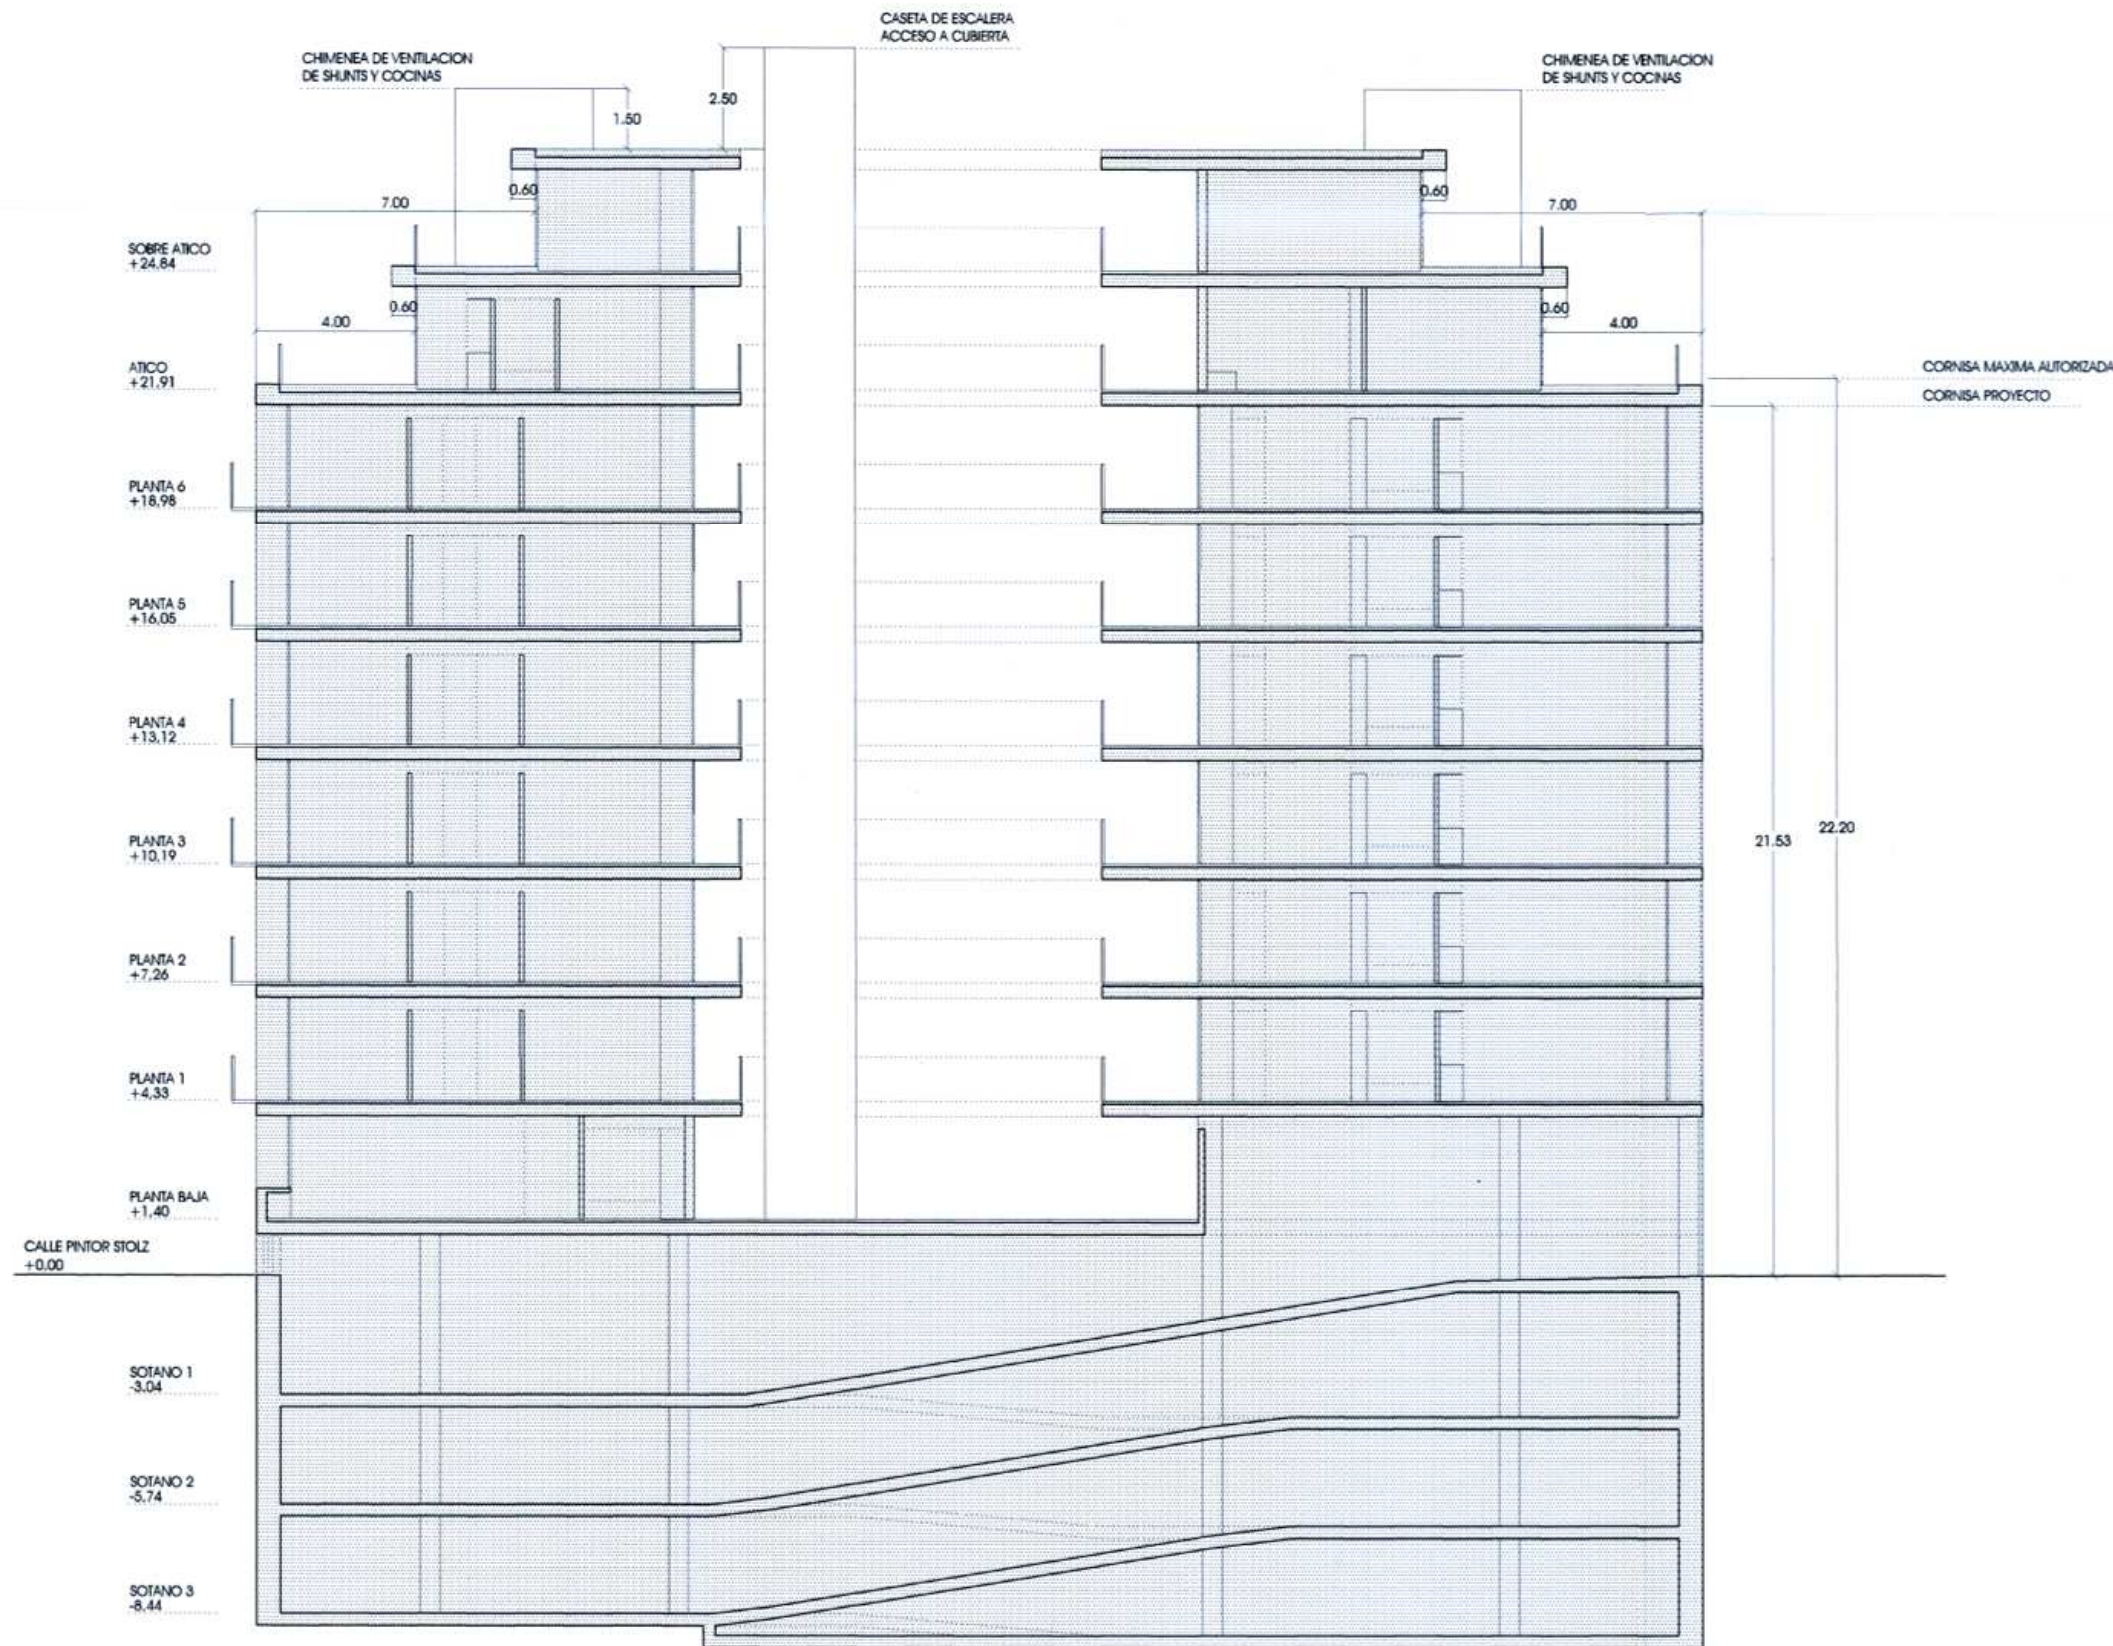 CASETA DE ESCALERA
ACCESO A CUBIERTA
CHIMENEA DE VENTILACION
DE SHUNTS Y COCINAS
CHIMENEA DE VENTILACION
DE SHUNTS Y COCINAS
2.50
1.50
0.60
0.60
7.00
7.00
SOBRE ATICO
+24,84
0.60
0.60
4.00
4.00
ATICO
+21,91
CORNISA MAXIMA AUTORIZADA
CORNISA PROYECTO
PLANTA 6
+18,98
PLANTA 5
+16,05
PLANTA 4
+13,12
PLANTA 3
+10,19
21.53
22.20
PLANTA 2
+7,26
PLANTA 1
+4,33
PLANTA BAJA
+1,40
CALLE PINTOR STOLZ
+0,00
SOTANO 1
-3,04
SOTANO 2
-5,74
SOTANO 3
-8,44